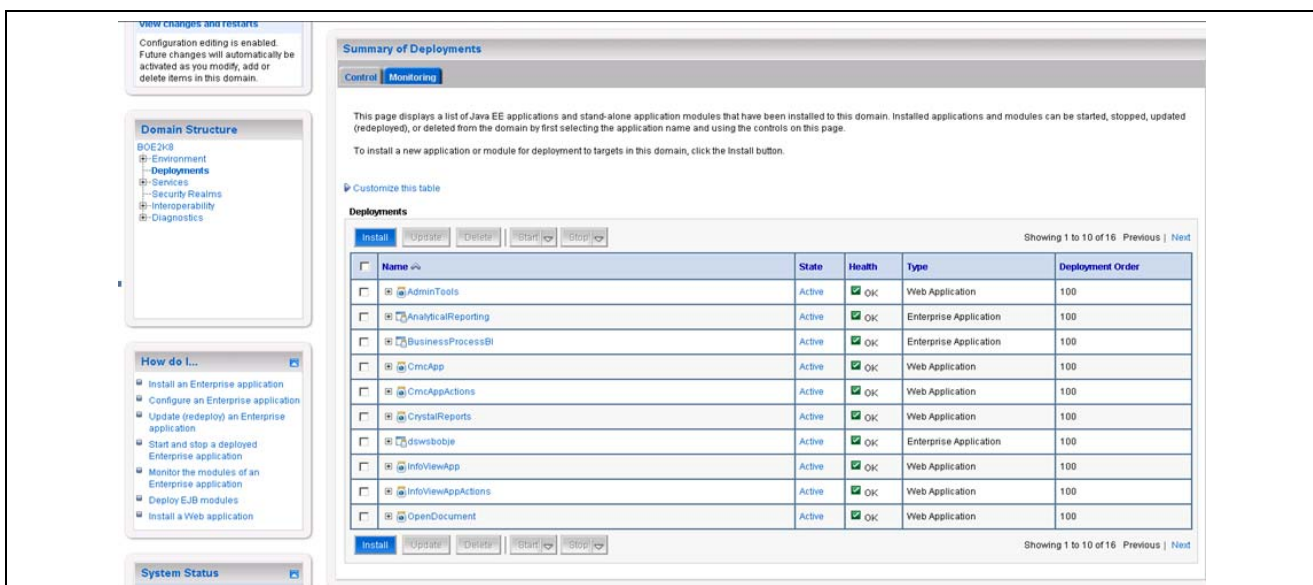 View changes and restarts
Configuration editing is enabled.
Future changes will automatically be
activated as you modify, add or
delete items in this domain.
Domain Structure
BOE2K8
Environment
Deployments
Services
Security Realms
Interoperability
Diagnostics
How do I...
Install an Enterprise application
Configure an Enterprise application
Update (redeploy) an Enterprise
application
Start and stop a deployed
Enterprise application
Monitor the modules of an
Enterprise application
Deploy EJB modules
Install a Web application
System Status
Summary of Deployments
Control Monitoring
This page displays a list of Java EE applications and stand-alone application modules that have been installed to this domain. Installed applications and modules can be started, stopped, updated
(redeployed), or deleted from the domain by first selecting the application name and using the controls on this page.
To install a new application or module for deployment to targets in this domain, click the Install button.
Customize this table
Deployments
Install Update Delete Start Stop Showing 1 to 10 of 16 Previous | Next
Name State Health Type Deployment Order
AdminTools Active OK Web Application 100
AnalyticalReporting Active OK Enterprise Application 100
BusinessProcessBI Active OK Enterprise Application 100
CmcApp Active OK Web Application 100
CmcAppActions Active OK Web Application 100
CrystalReports Active OK Web Application 100
dswsbobje Active OK Enterprise Application 100
InfoViewApp Active OK Web Application 100
InfoViewAppActions Active OK Web Application 100
OpenDocument Active OK Web Application 100
Install Update Delete Start Stop Showing 1 to 10 of 16 Previous | Next